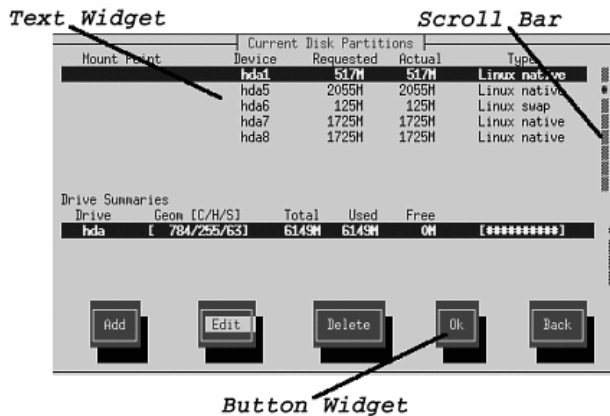 Text Widget
Scroll Bar
Current Disk Partitions
Mount Point Device Requested Actual Type
hda1 517M 517M Linux native
hda5 2055M 2055M Linux native
hda6 125M 125M Linux swap
hda7 1725M 1725M Linux native
hda8 1725M 1725M Linux native
Drive Summaries
Drive Geom [C/H/S] Total Used Free
hda [ 784/255/63] 6149M 6149M 0M [##########]
Add Edit Delete Ok Back
Button Widget